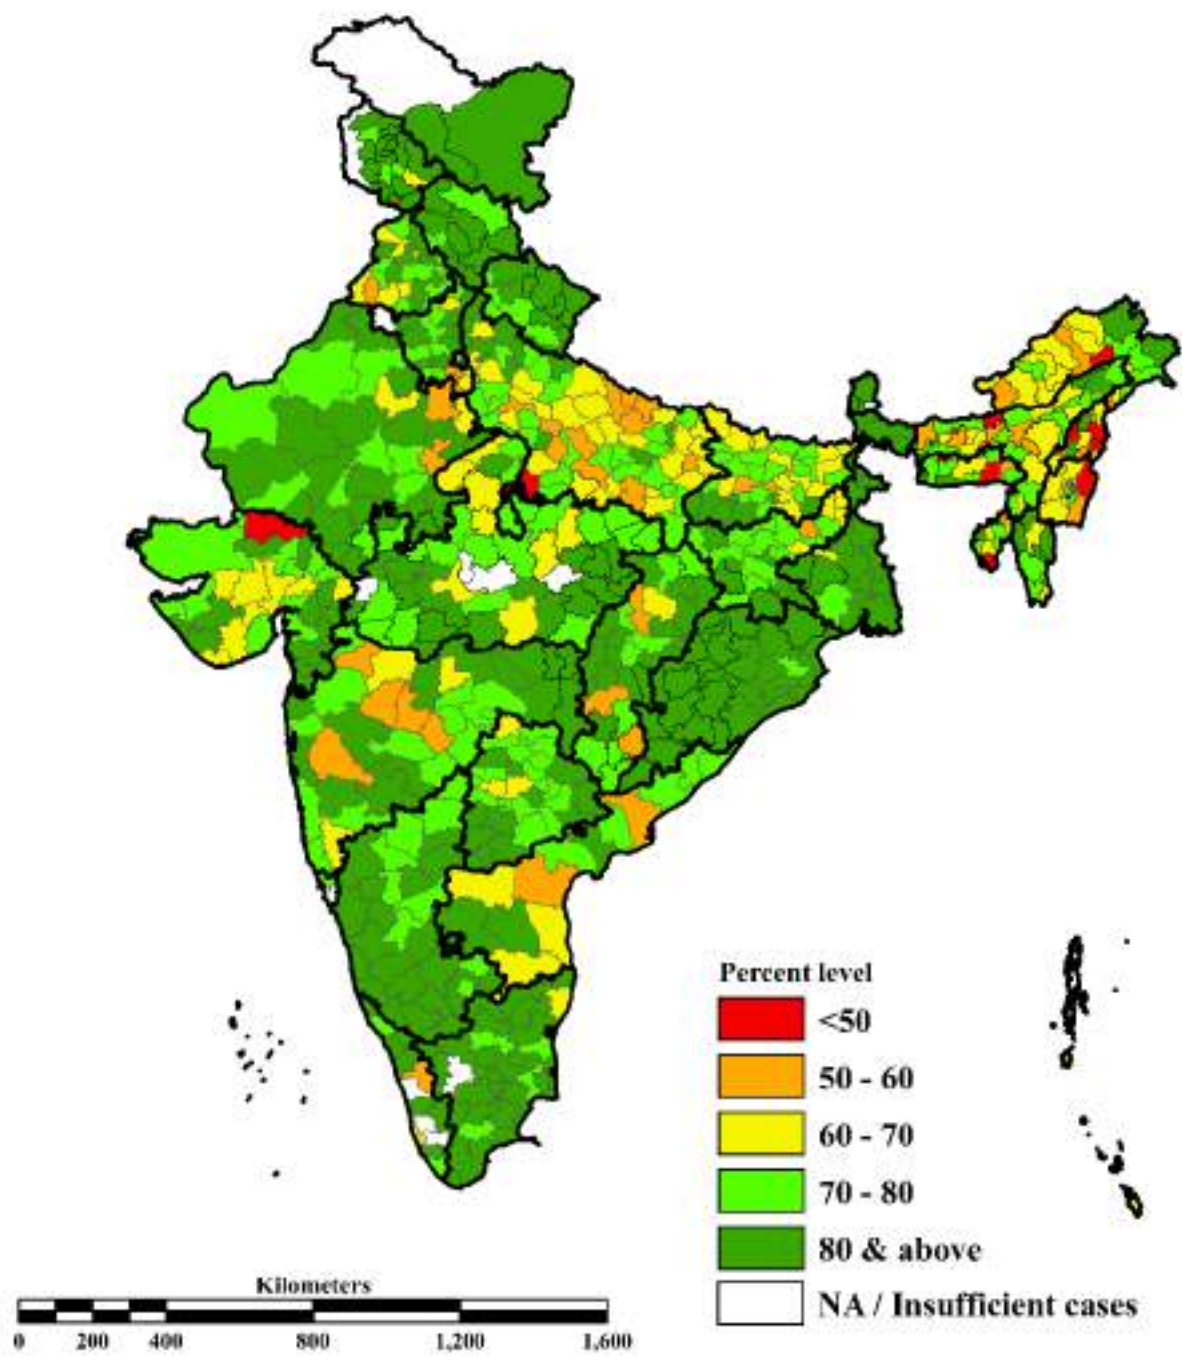 Percent level
<50
50 - 60
60 - 70
70 - 80
80 & above
NA / Insufficient cases
Kilometers
0 200 400 800 1,200 1,600